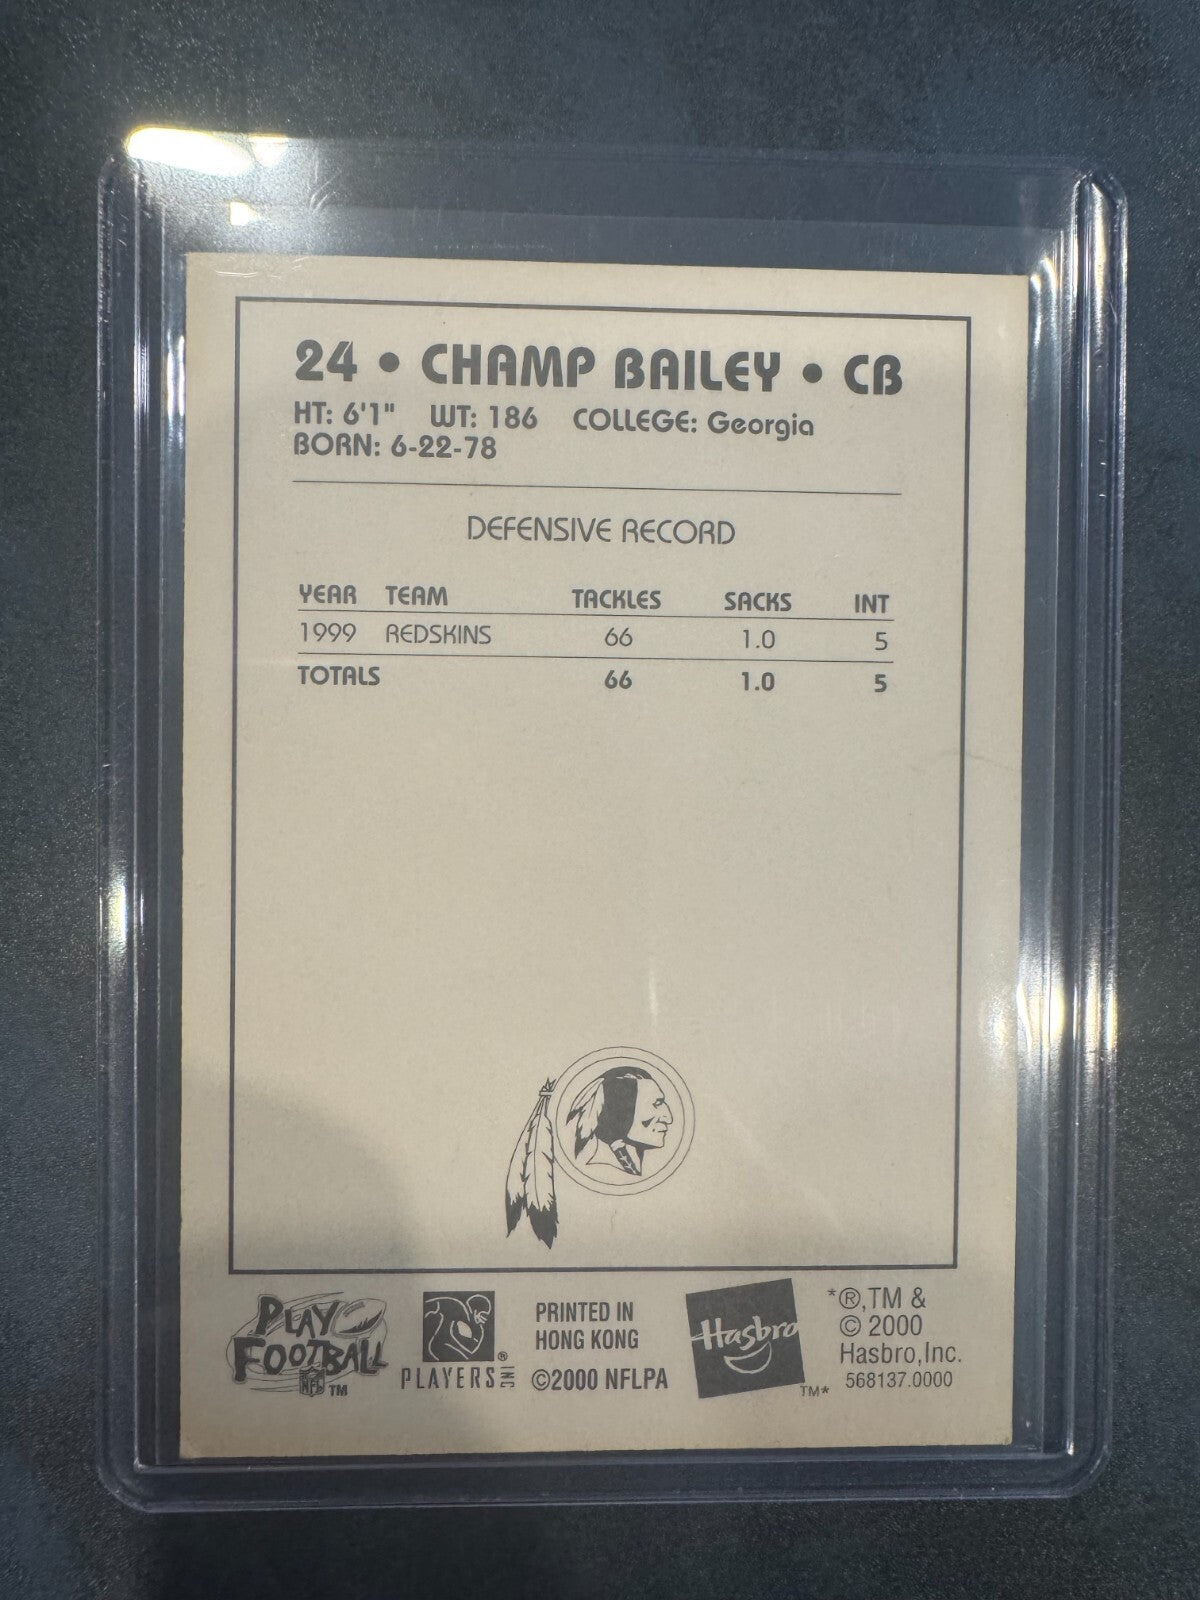 24 • CHAMP BAILEY • CB
HT: 6'1" WT: 186 COLLEGE: Georgia
BORN: 6-22-78
DEFENSIVE RECORD
YEAR TEAM TACKLES SACKS INT
1999 REDSKINS 66 1.0 5
TOTALS 66 1.0 5
PLAY FOOTBALL NFL TM
PLAYERS INC ®
PRINTED IN
HONG KONG
©2000 NFLPA
Hasbro
TM*
*®,TM &
© 2000
Hasbro,Inc.
568137.0000